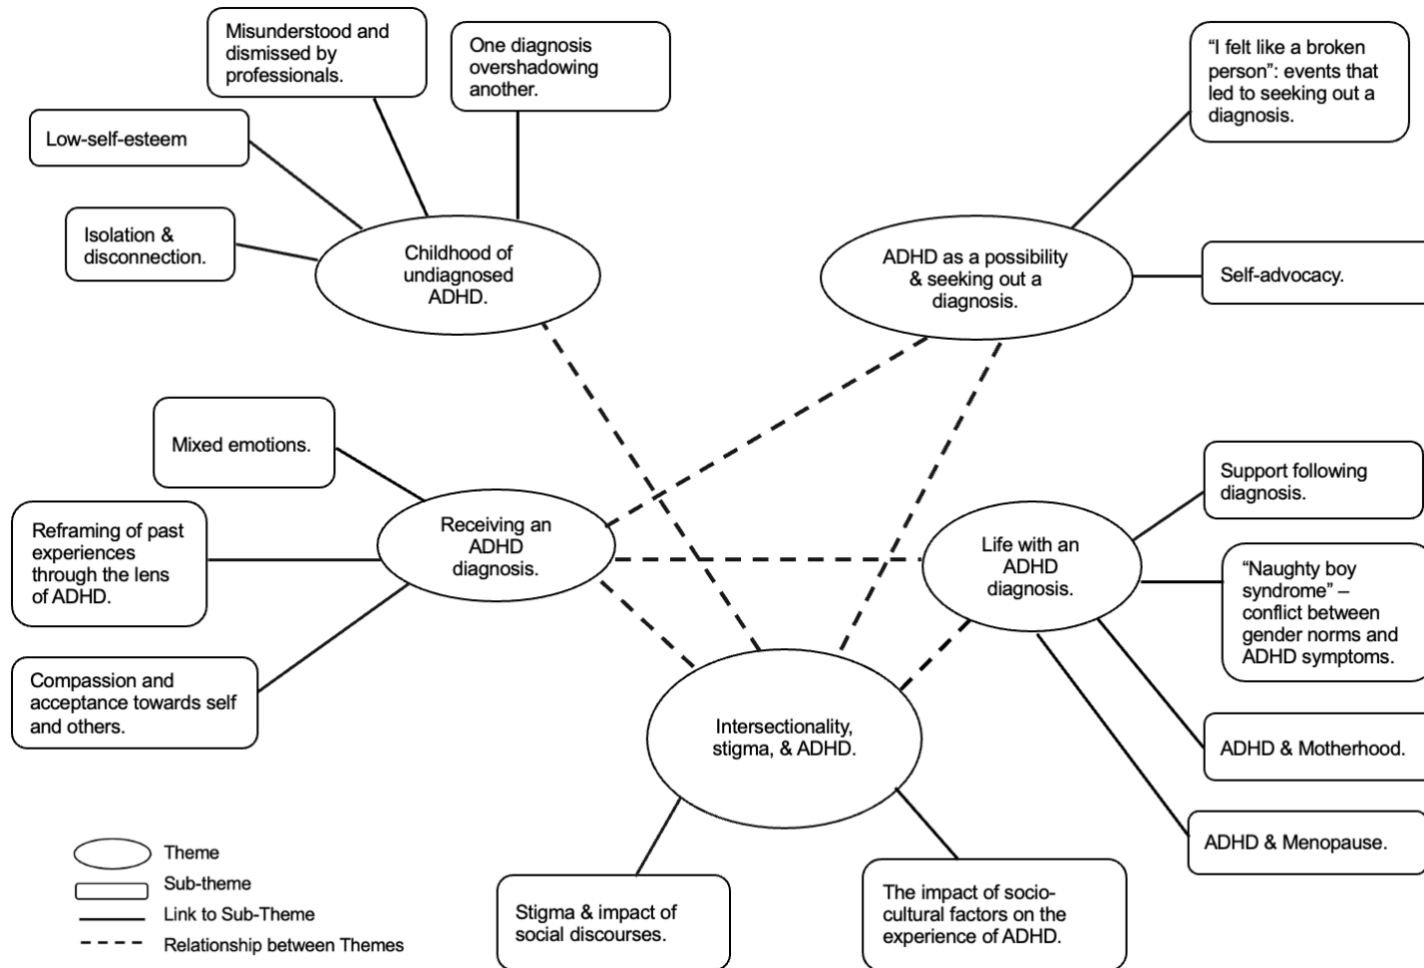 Misunderstood and
dismissed by
professionals.
One diagnosis
overshadowing
another.
“I felt like a broken
person”: events that
led to seeking out a
diagnosis.
Low-self-esteem
Isolation &
disconnection.
Childhood of
undiagnosed
ADHD.
ADHD as a possibility
& seeking out a
diagnosis.
Self-advocacy.
Mixed emotions.
Reframing of past
experiences
through the lens
of ADHD.
Compassion and
acceptance towards self
and others.
Receiving an
ADHD
diagnosis.
Life with an
ADHD
diagnosis.
Support following
diagnosis.
“Naughty boy
syndrome” –
conflict between
gender norms and
ADHD symptoms.
ADHD & Motherhood.
ADHD & Menopause.
Intersectionality,
stigma, & ADHD.
Stigma & impact of
social discourses.
The impact of socio-
cultural factors on the
experience of ADHD.
Theme
Sub-theme
Link to Sub-Theme
Relationship between Themes